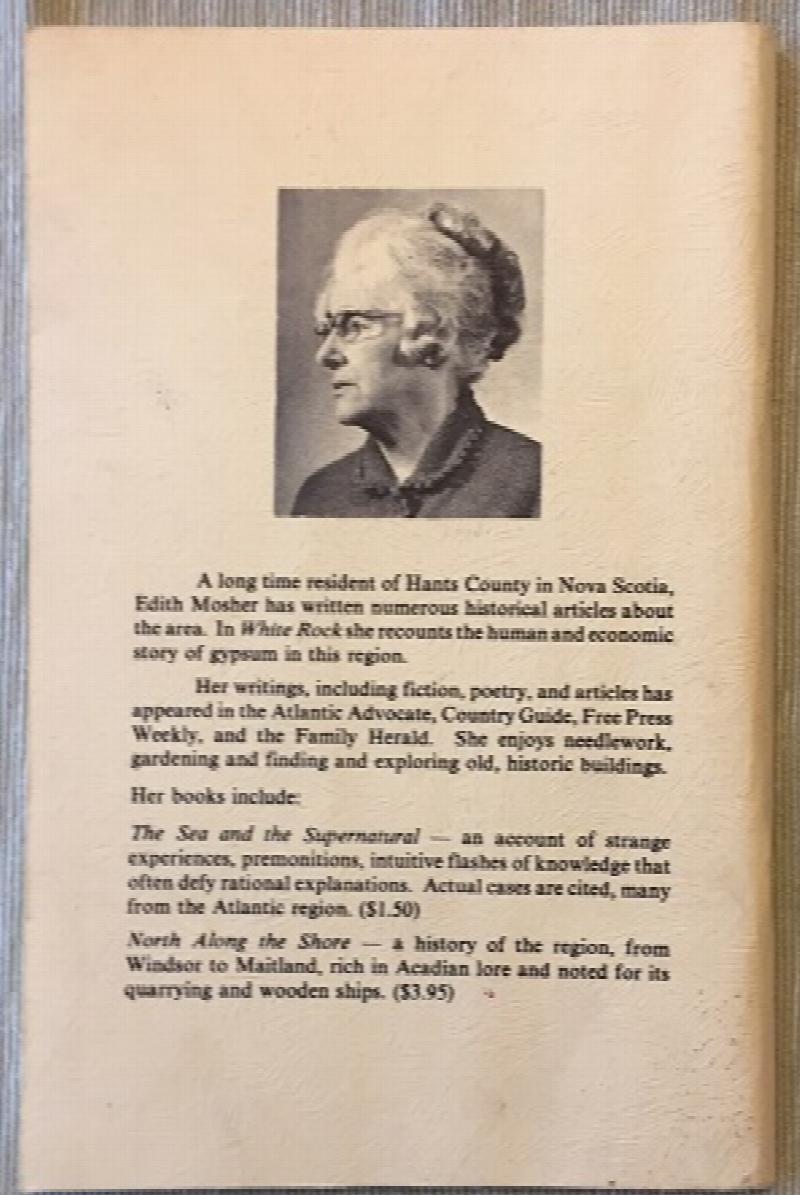 A long time resident of Hants County in Nova Scotia,
Edith Mosher has written numerous historical articles about
the area. In White Rock she recounts the human and economic
story of gypsum in this region.
Her writings, including fiction, poetry, and articles has
appeared in the Atlantic Advocate, Country Guide, Free Press
Weekly, and the Family Herald. She enjoys needlework,
gardening and finding and exploring old, historic buildings.
Her books include:
The Sea and the Supernatural — an account of strange
experiences, premonitions, intuitive flashes of knowledge that
often defy rational explanations. Actual cases are cited, many
from the Atlantic region. ($1.50)
North Along the Shore — a history of the region, from
Windsor to Maitland, rich in Acadian lore and noted for its
quarrying and wooden ships. ($3.95)